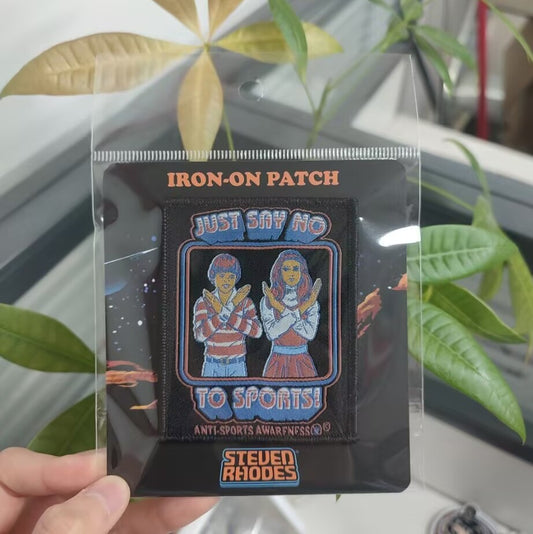 IRON-ON PATCH
JUST SAY NO
TO SPORTS!
ANTI-SPORTS AWARENESS
STEVEN
RHODES